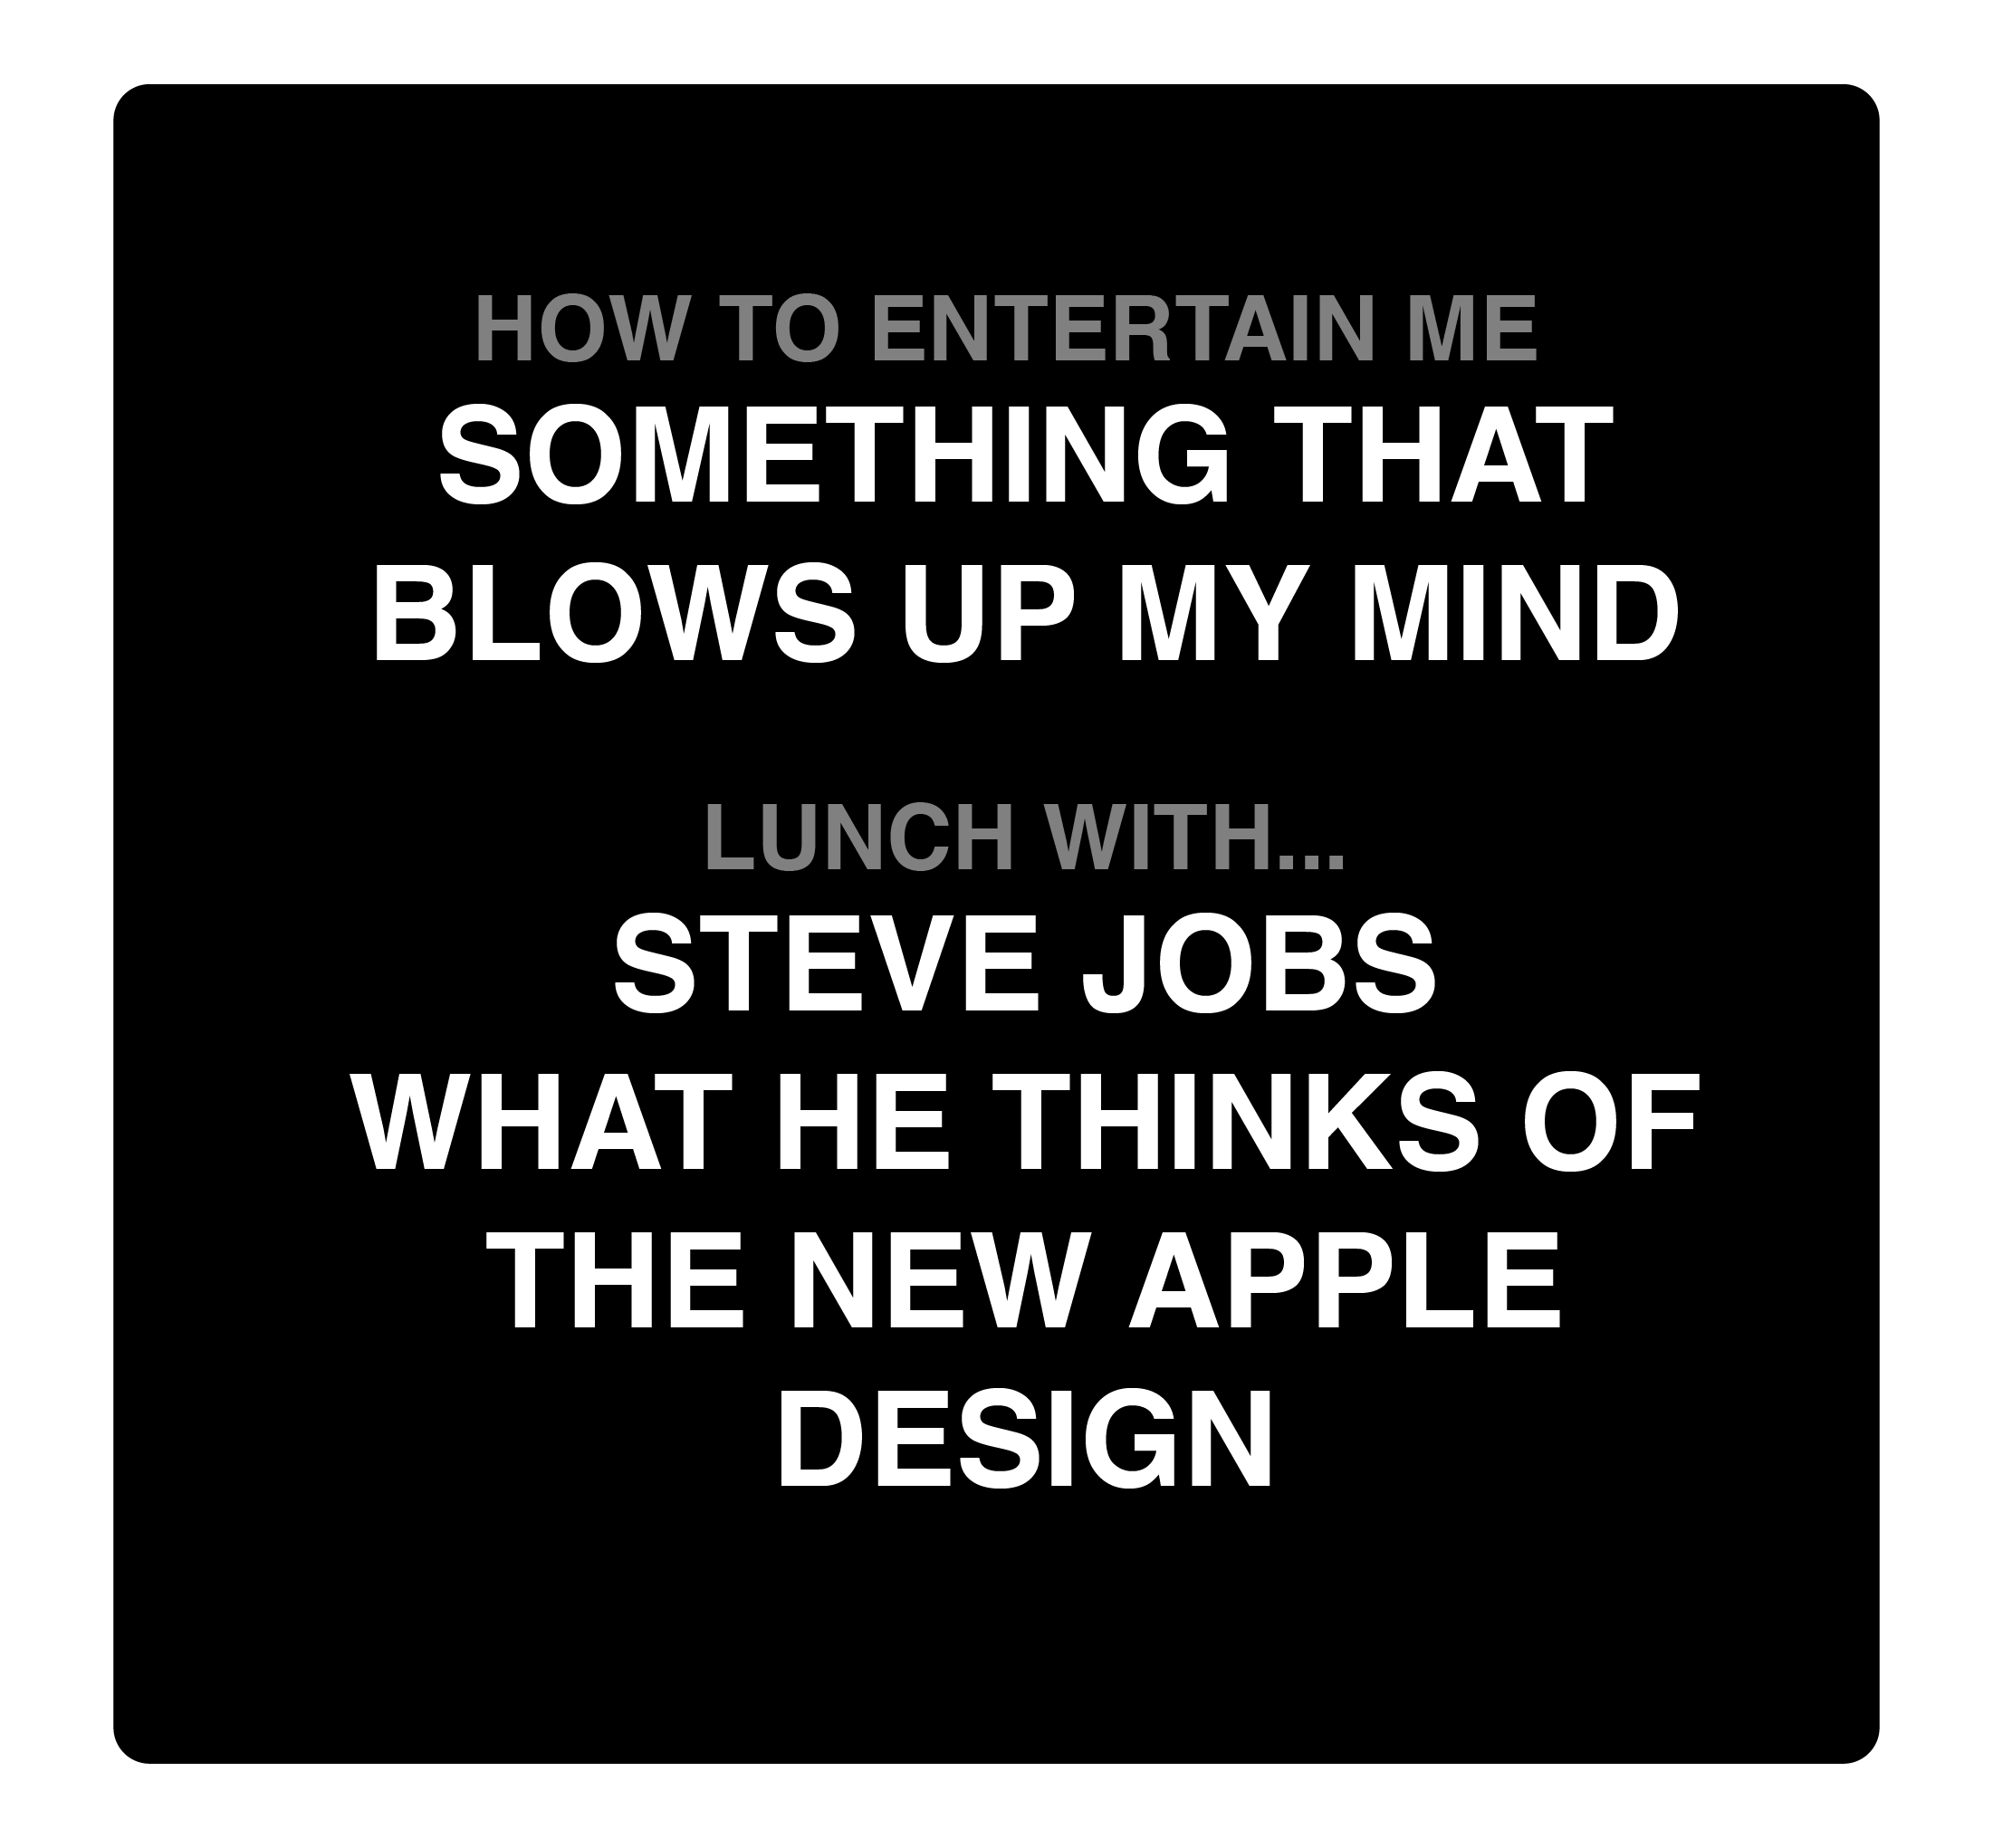 HOW TO ENTERTAIN ME
SOMETHING THAT
BLOWS UP MY MIND
LUNCH WITH...
STEVE JOBS
WHAT HE THINKS OF
THE NEW APPLE
DESIGN